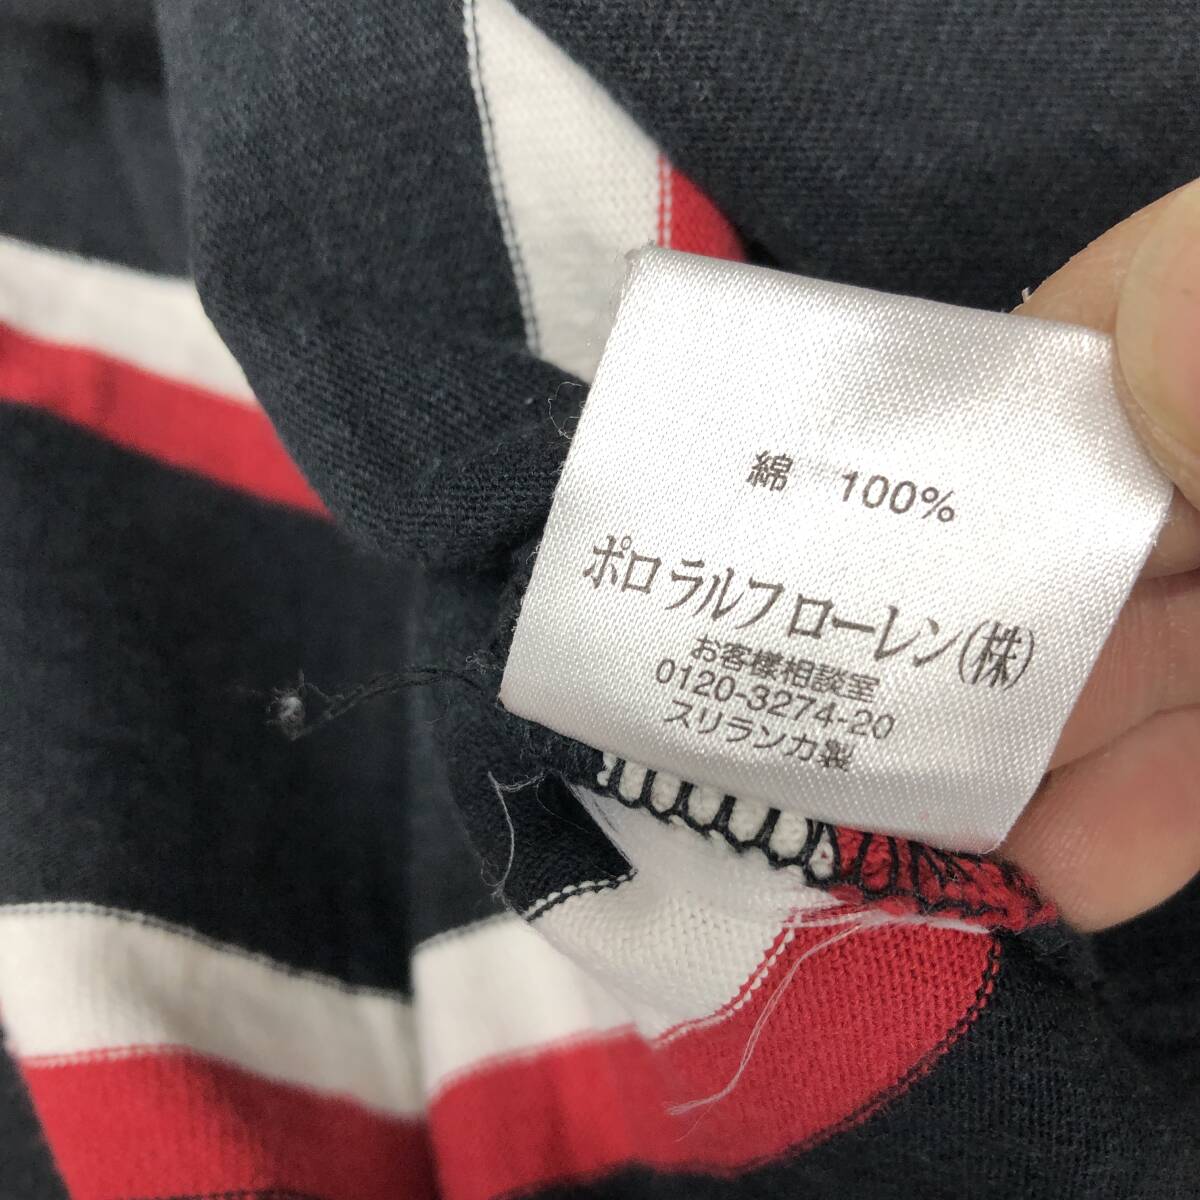 綿　100%
ポロ ラルフ ローレン(株)
お客様相談室
0120-3274-20
スリランカ製